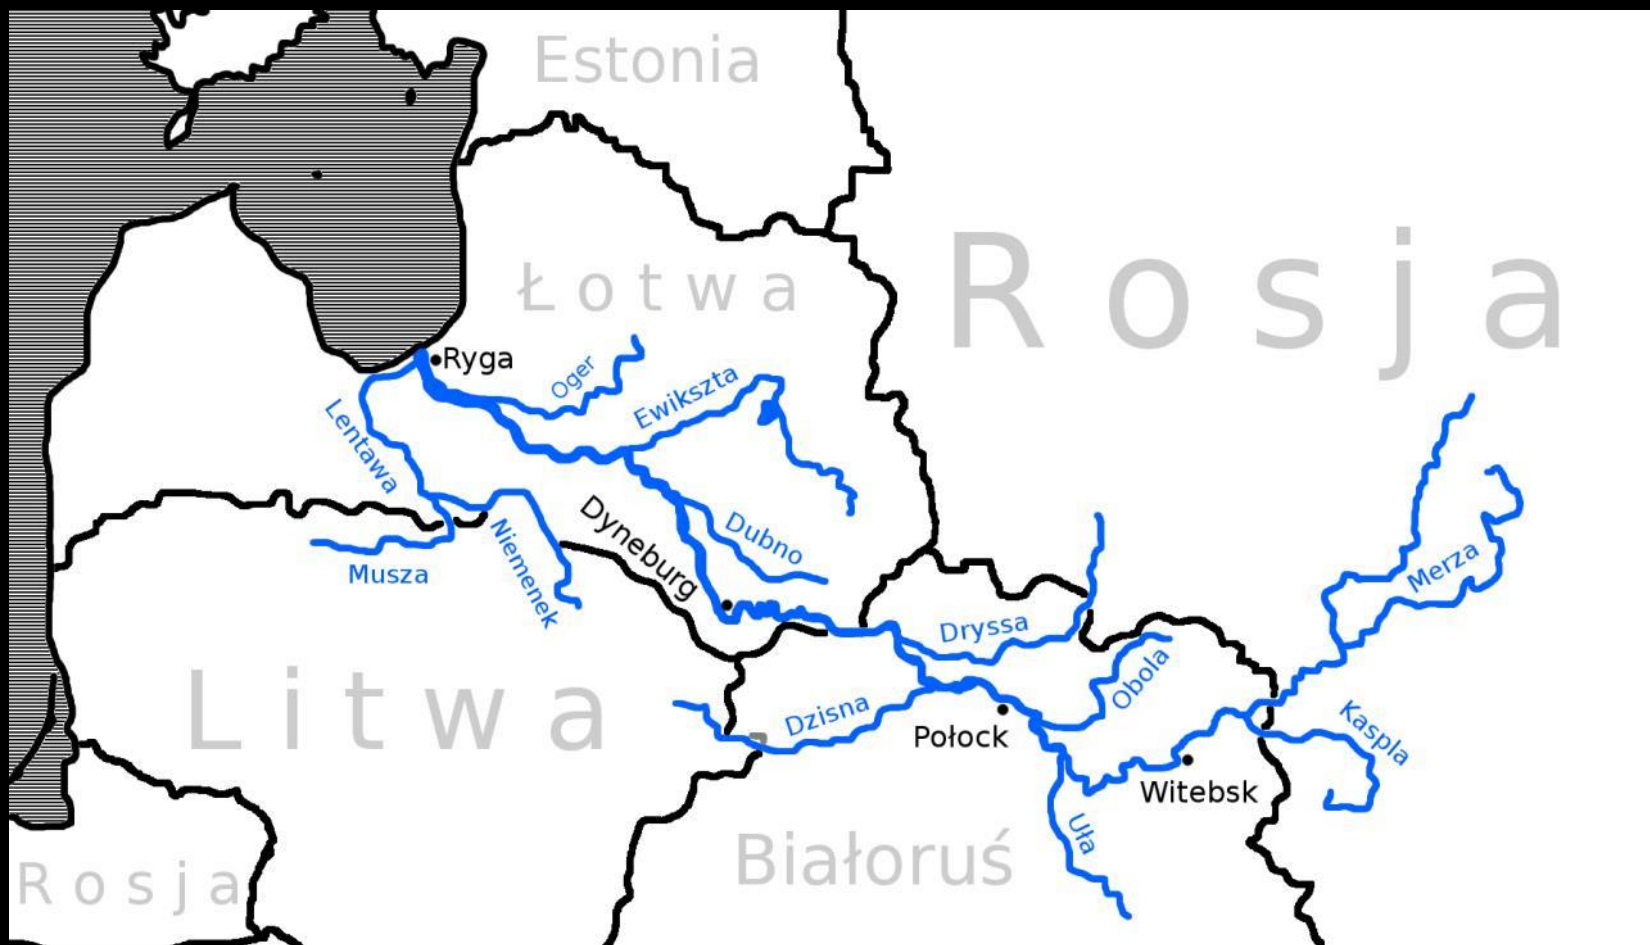 Estonia
Rosja
Łotwa
Ryga
Oger
Ewikszta
Lentawa
Dyneburg
Dubno
Niemenek
Musza
Merza
Dryssa
Obola
Litwa
Dzisna
Połock
Kaspla
Witebsk
Uła
Białoruś
Rosja